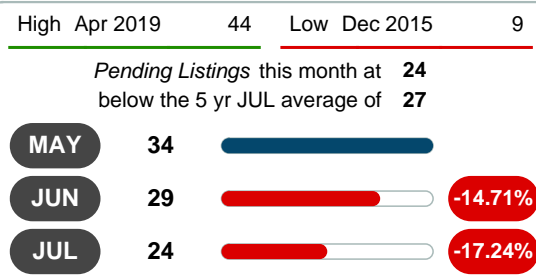 High Apr 2019 44 Low Dec 2015 9
Pending Listings this month at 24
below the 5 yr JUL average of 27
MAY 34
JUN 29 -14.71%
JUL 24 -17.24%